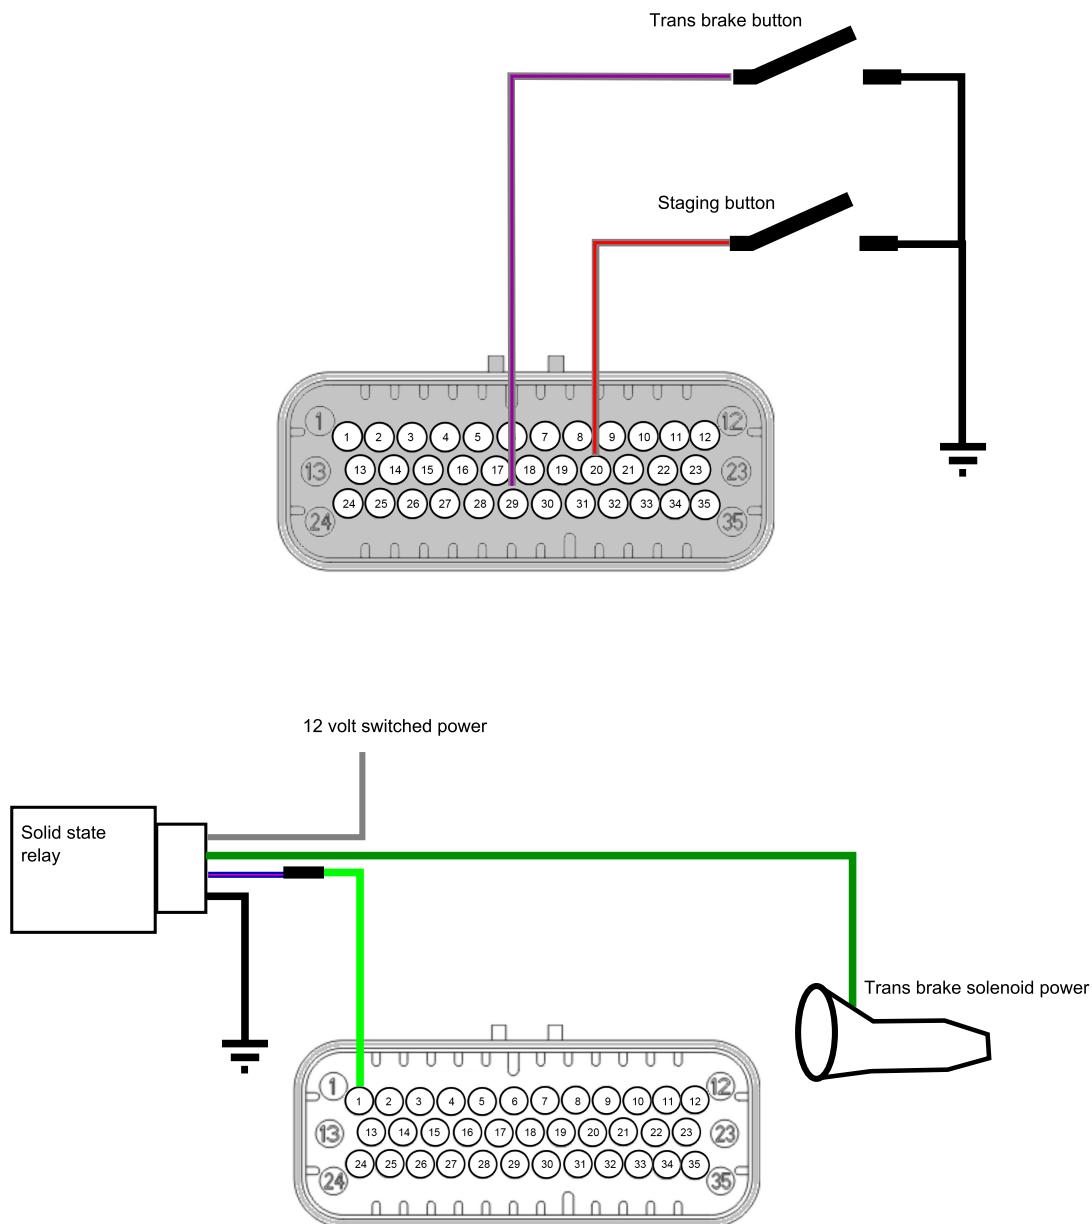 Trans brake button
Staging button
1 12
1 2 3 4 5 6 7 8 9 10 11 12
13 13 14 15 16 17 18 19 20 21 22 23 23
24 25 26 27 28 29 30 31 32 33 34 35
24 35
12 volt switched power
Solid state
relay
Trans brake solenoid power
1 12
1 2 3 4 5 6 7 8 9 10 11 12
13 13 14 15 16 17 18 19 20 21 22 23 23
24 25 26 27 28 29 30 31 32 33 34 35
24 35